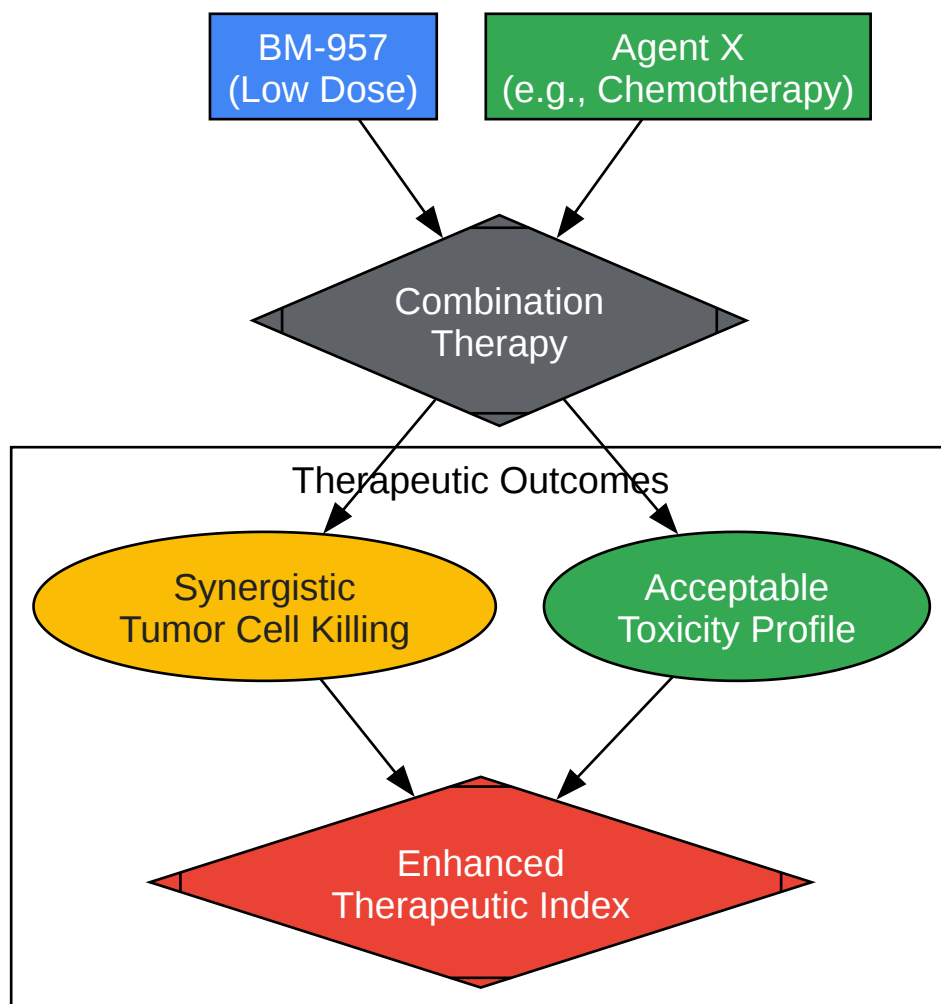 BM-957
(Low Dose)
Agent X
(e.g., Chemotherapy)
Combination
Therapy
Therapeutic Outcomes
Synergistic
Tumor Cell Killing
Acceptable
Toxicity Profile
Enhanced
Therapeutic Index